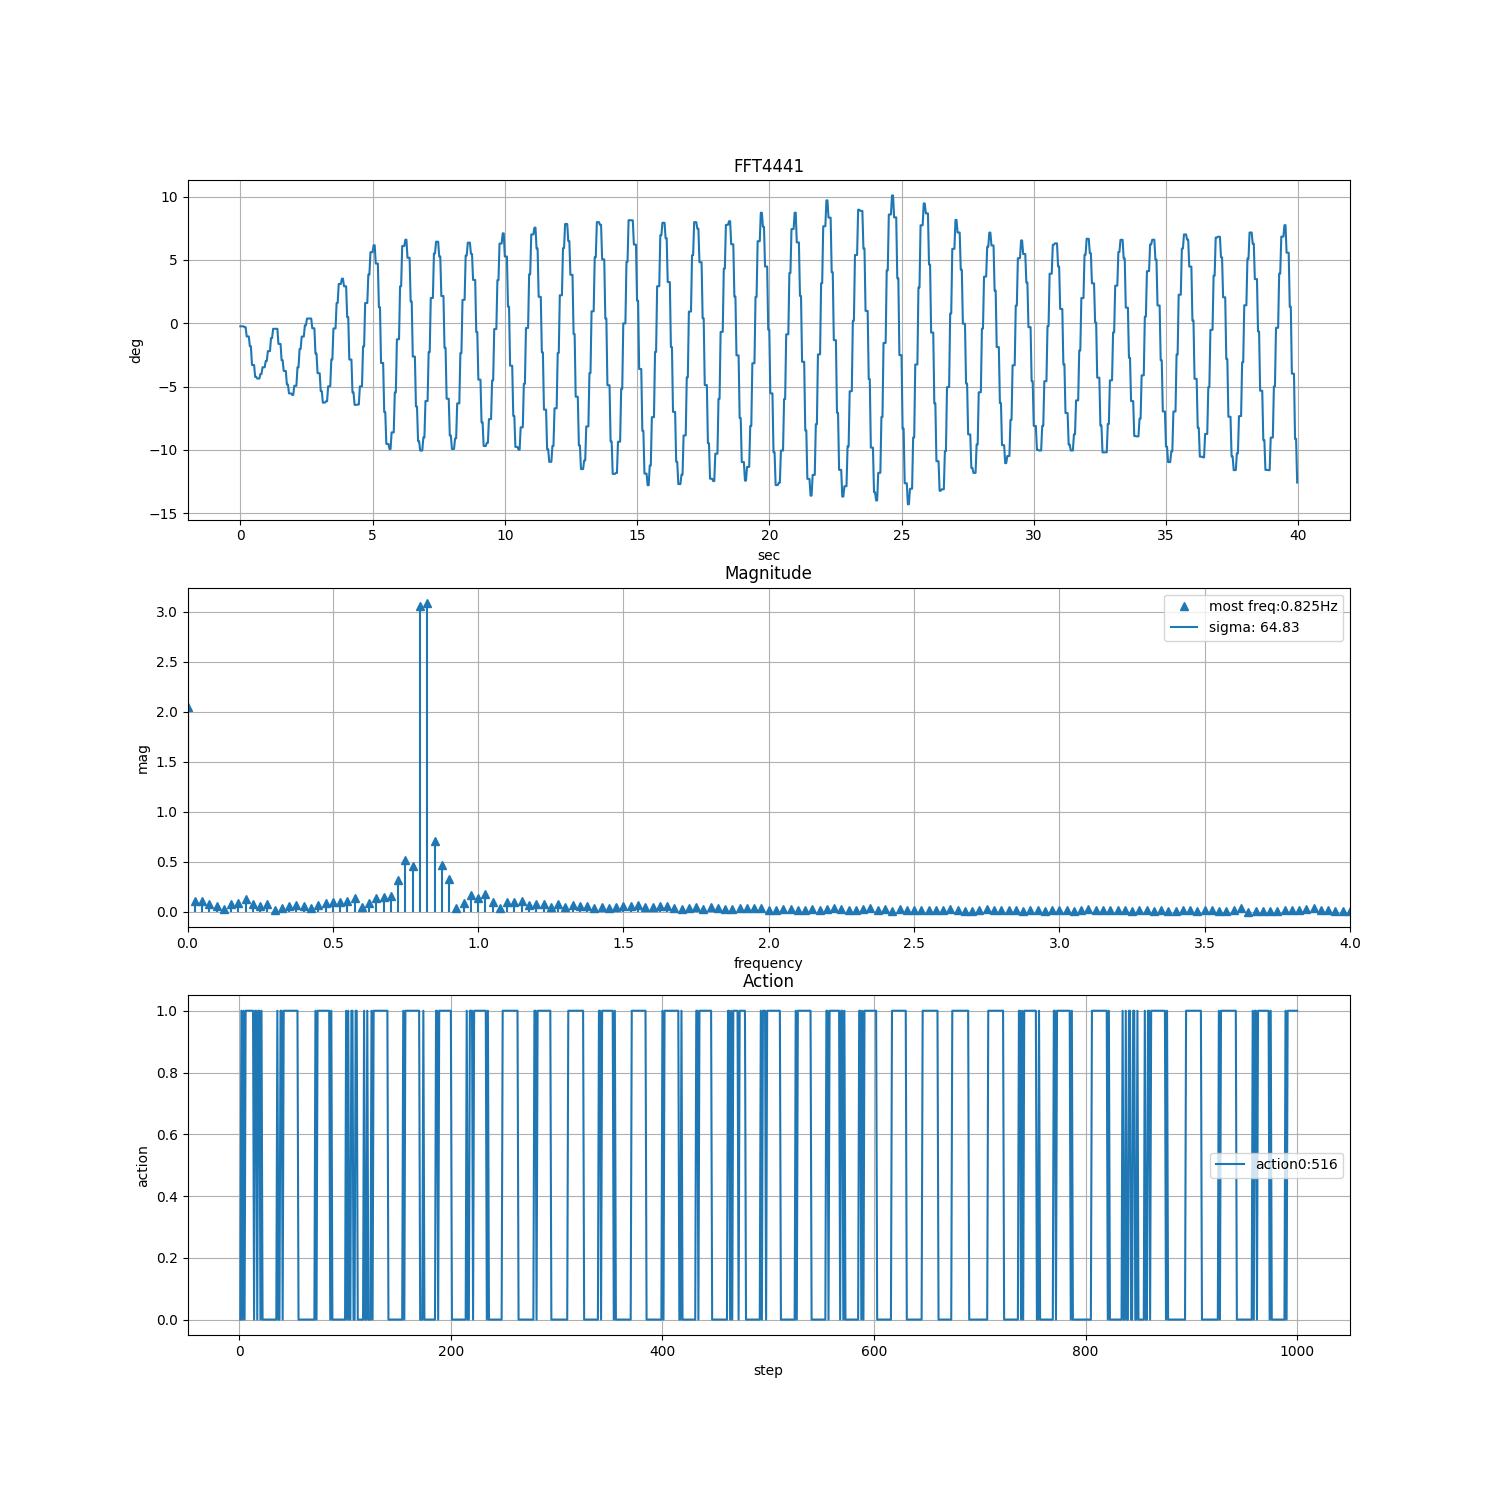 FFT4441
10
5
0
−5
−10
−15
deg
0 5 10 15 20 25 30 35 40
sec
Magnitude
3.0
2.5
2.0
1.5
1.0
0.5
0.0
mag
most freq:0.825Hz
sigma: 64.83
0.0 0.5 1.0 1.5 2.0 2.5 3.0 3.5 4.0
frequency
Action
1.0
0.8
0.6
0.4
0.2
0.0
action
action0:516
0 200 400 600 800 1000
step